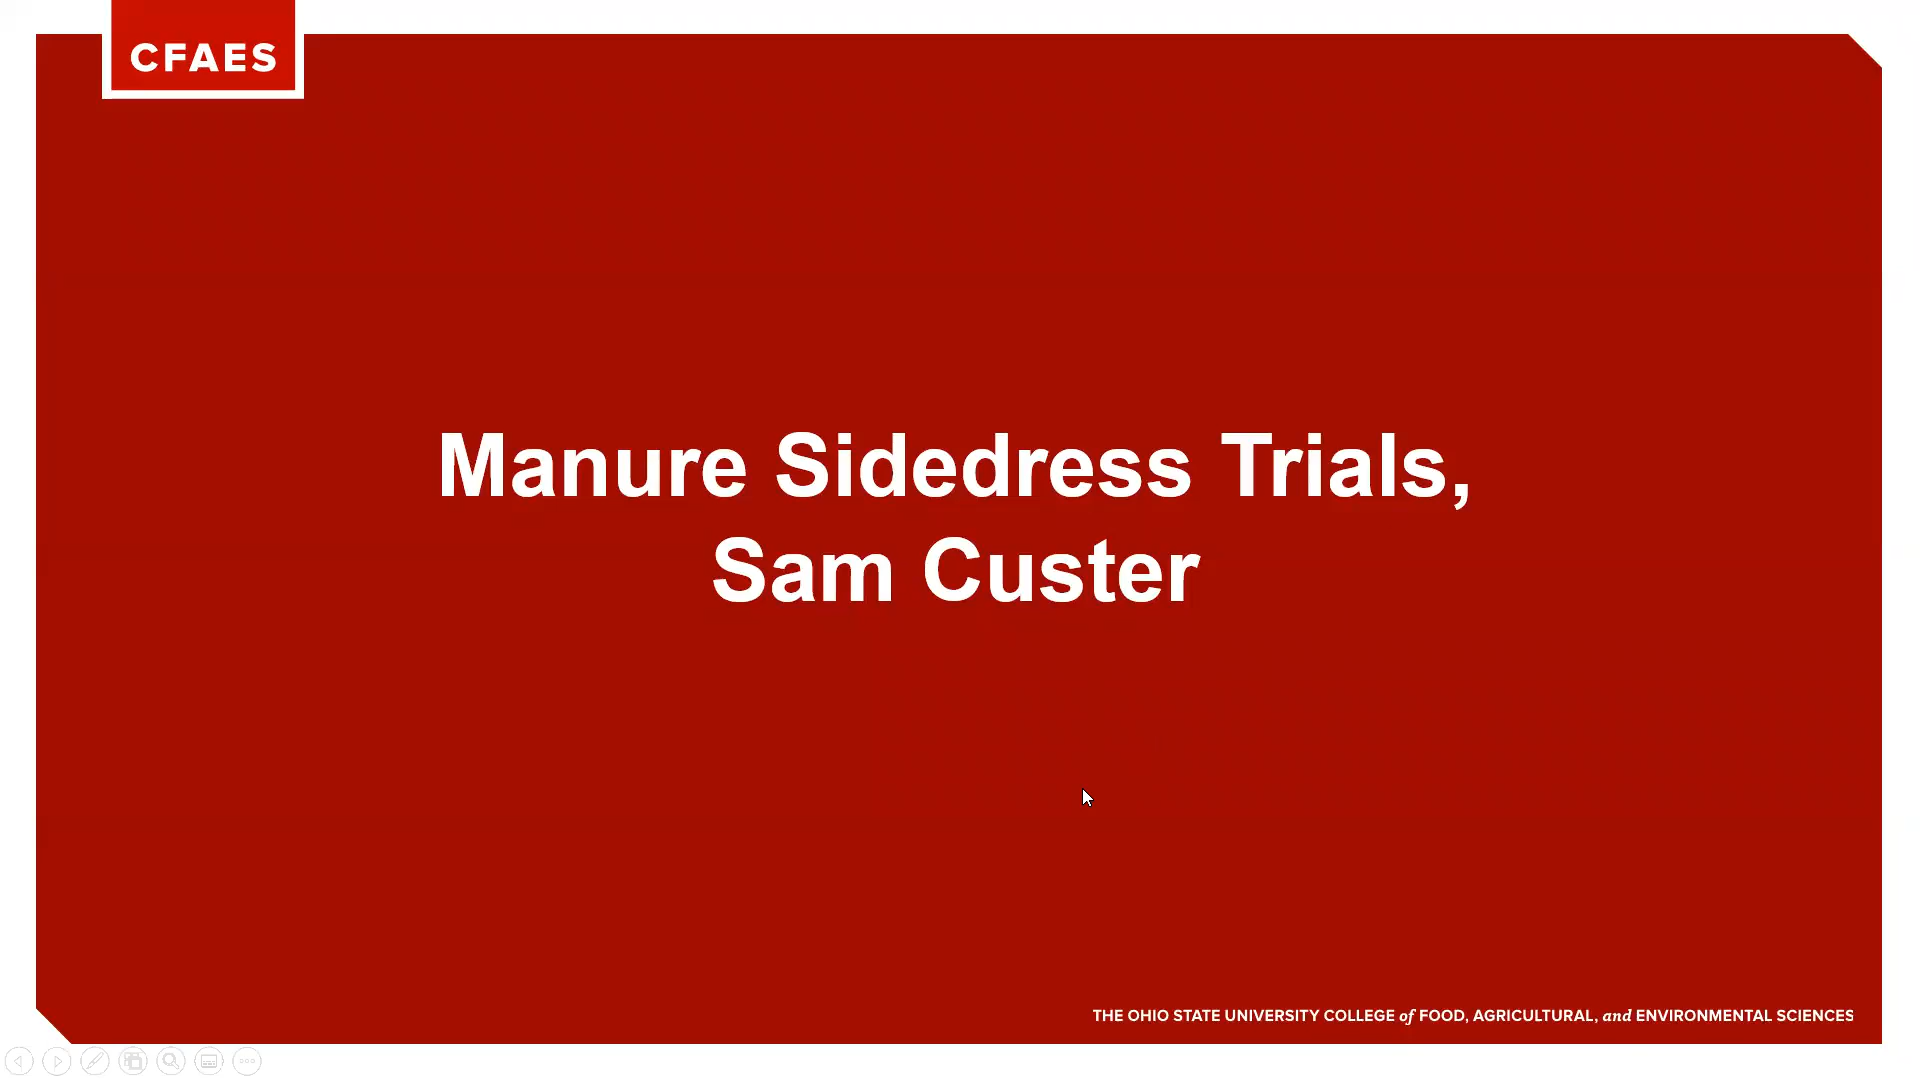 CFAES
Manure Sidedress Trials,
Sam Custer
THE OHIO STATE UNIVERSITY COLLEGE of FOOD, AGRICULTURAL, and ENVIRONMENTAL SCIENCES